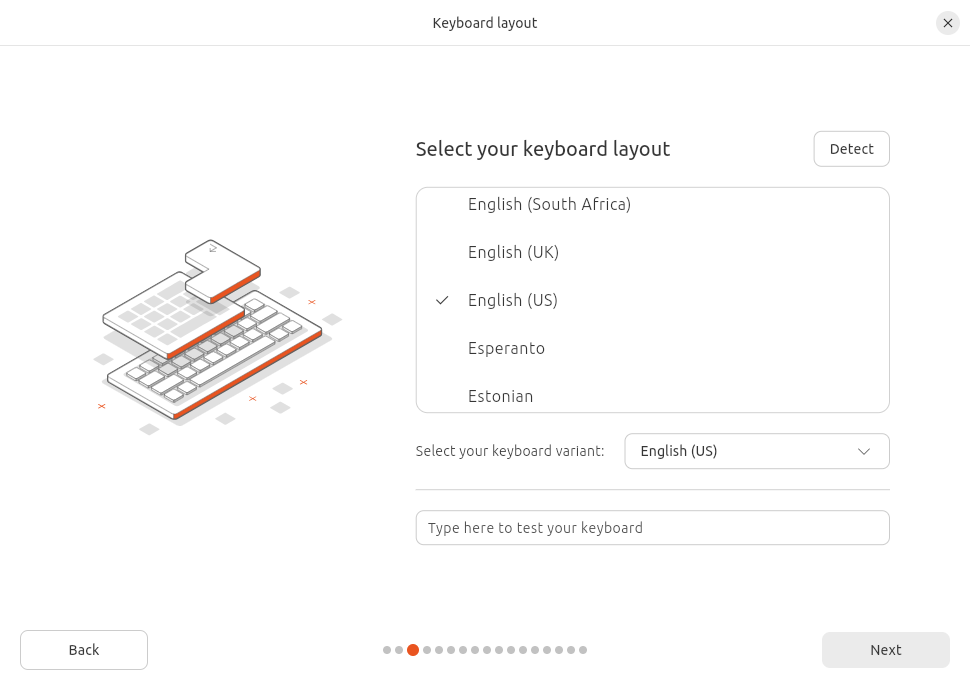 Keyboard layout
Select your keyboard layout
Detect
English (South Africa)
English (UK)
English (US)
Esperanto
Estonian
Select your keyboard variant:
English (US)
Type here to test your keyboard
Back
Next